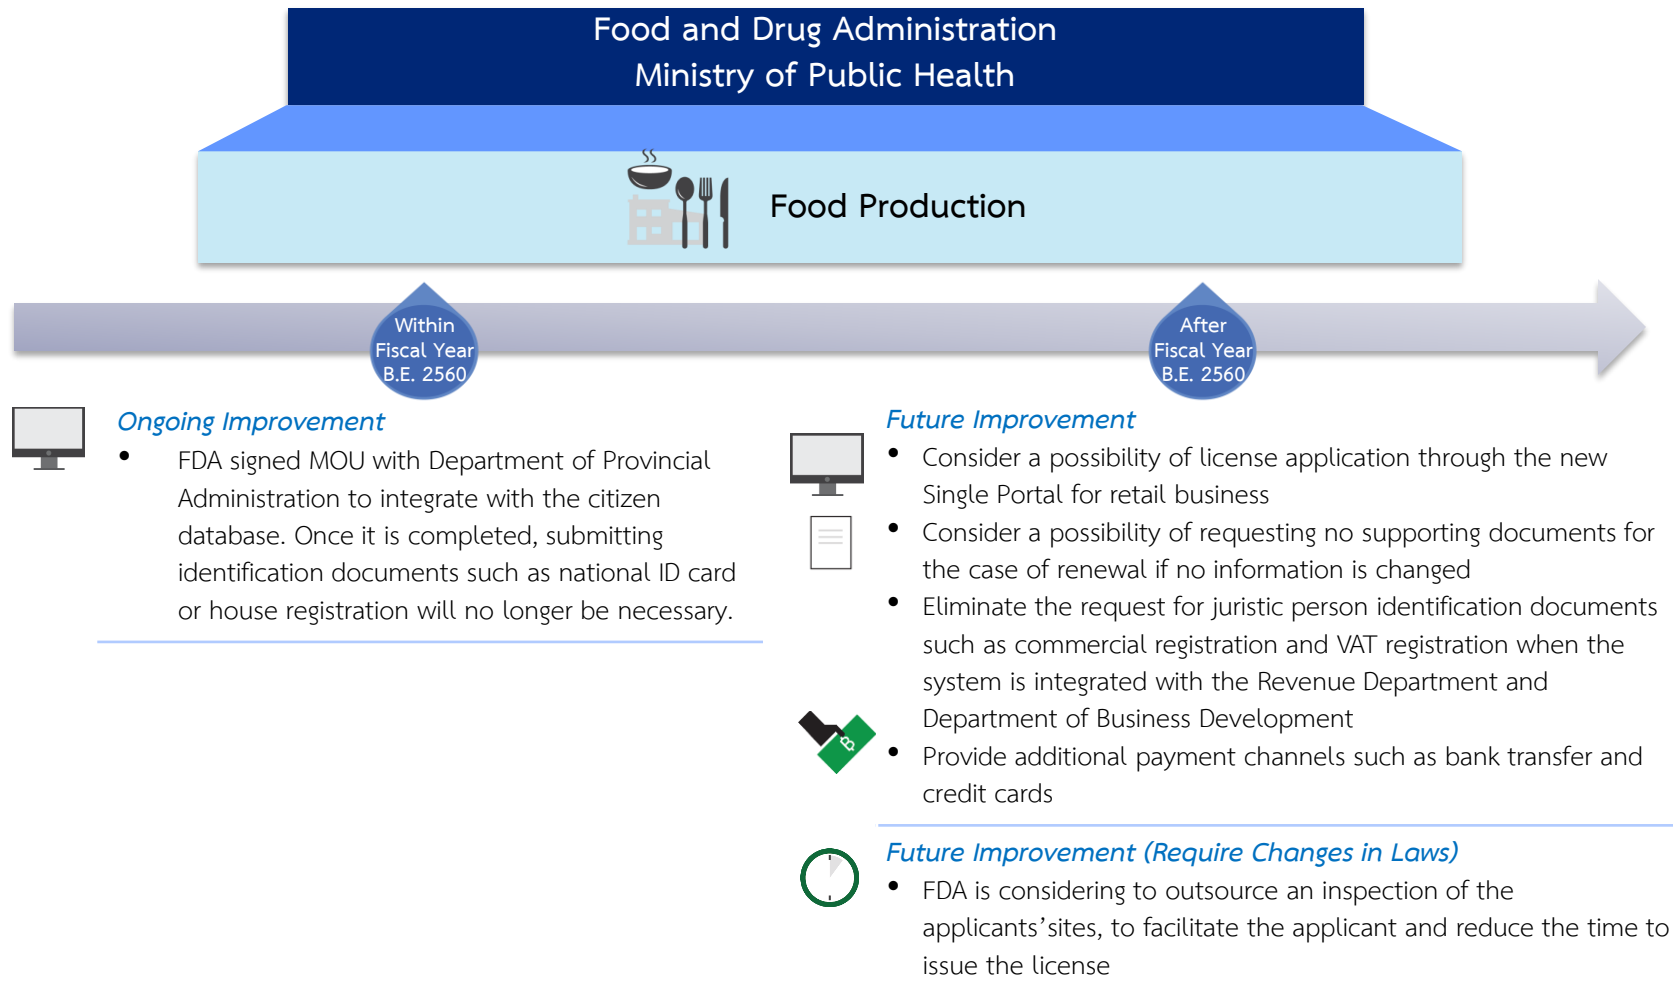 Food and Drug Administration
Ministry of Public Health
Food Production
Within
Fiscal Year
B.E. 2560
After
Fiscal Year
B.E. 2560
Ongoing Improvement
• FDA signed MOU with Department of Provincial
Administration to integrate with the citizen
database. Once it is completed, submitting
identification documents such as national ID card
or house registration will no longer be necessary.
Future Improvement
• Consider a possibility of license application through the new
Single Portal for retail business
• Consider a possibility of requesting no supporting documents for
the case of renewal if no information is changed
• Eliminate the request for juristic person identification documents
such as commercial registration and VAT registration when the
system is integrated with the Revenue Department and
Department of Business Development
฿
• Provide additional payment channels such as bank transfer and
credit cards
Future Improvement (Require Changes in Laws)
• FDA is considering to outsource an inspection of the
applicants'sites, to facilitate the applicant and reduce the time to
issue the license